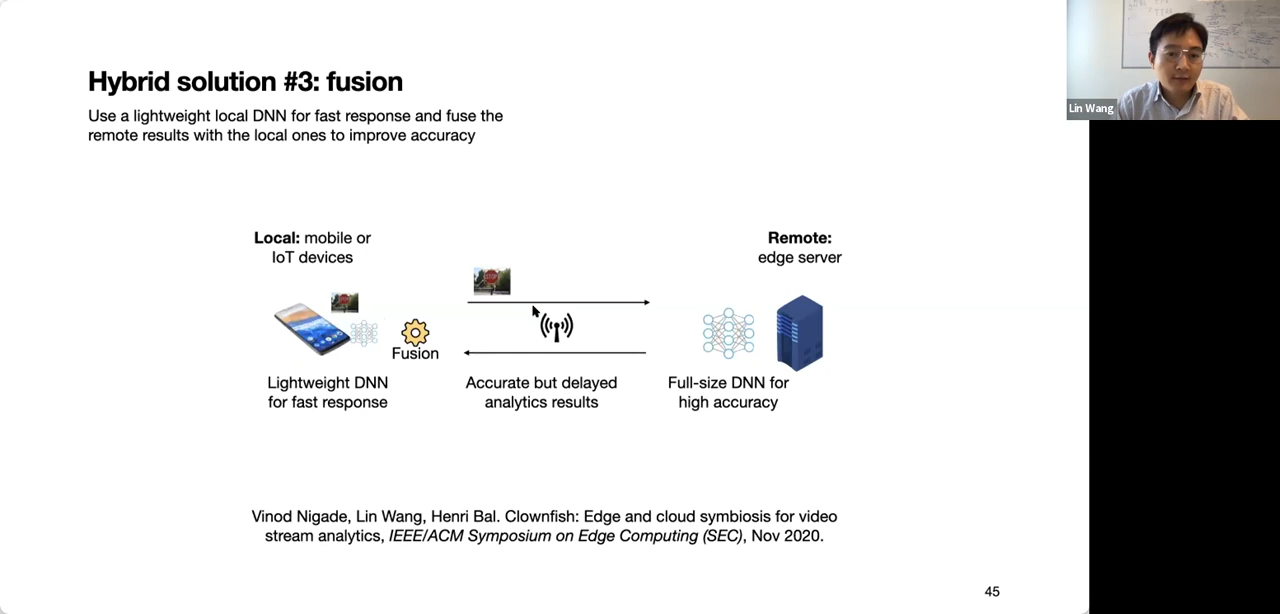 Hybrid solution #3: fusion
Use a lightweight local DNN for fast response and fuse the
remote results with the local ones to improve accuracy
Lin Wang
Local: mobile or
IoT devices
Remote:
edge server
STOP
Fusion
Lightweight DNN
for fast response
Accurate but delayed
analytics results
Full-size DNN for
high accuracy
Vinod Nigade, Lin Wang, Henri Bal. Clownfish: Edge and cloud symbiosis for video
stream analytics, IEEE/ACM Symposium on Edge Computing (SEC), Nov 2020.
45